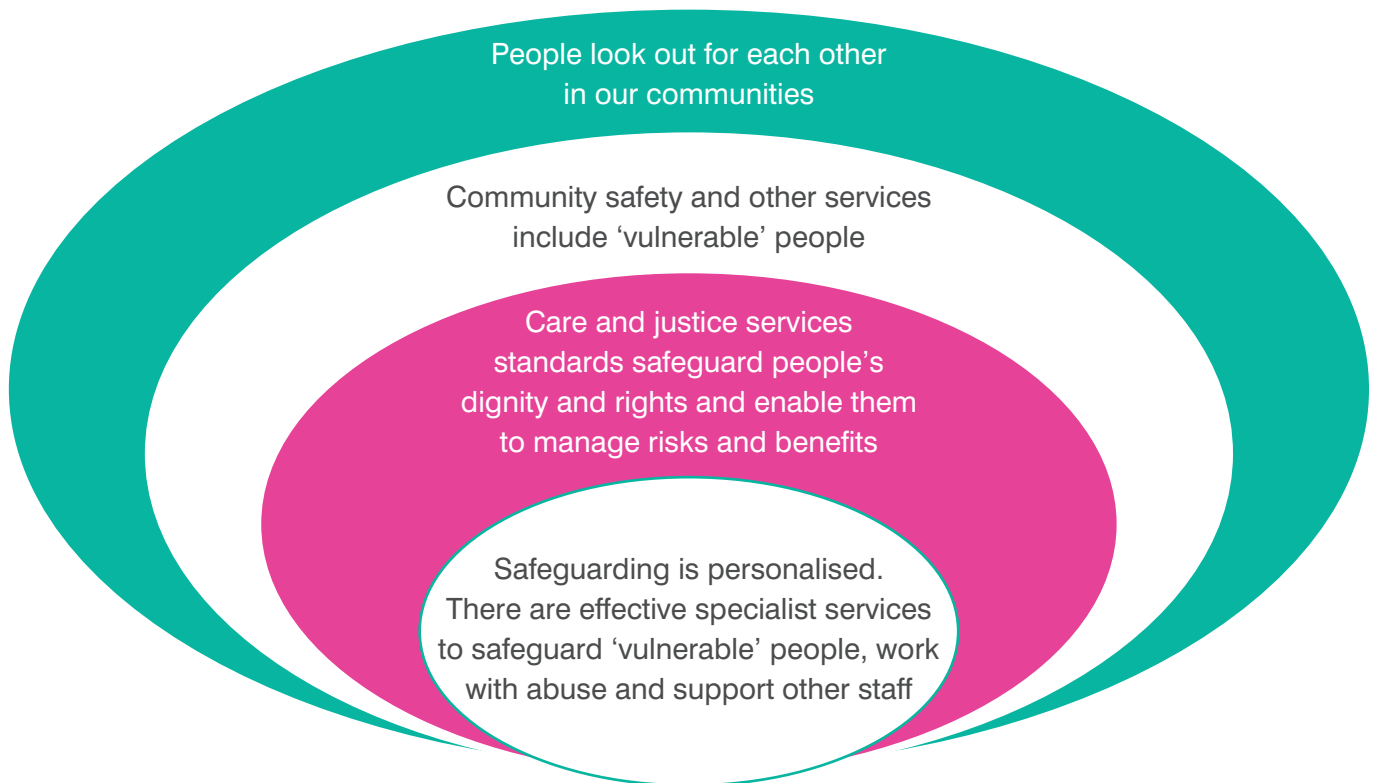 People look out for each other
in our communities
Community safety and other services
include ‘vulnerable’ people
Care and justice services
standards safeguard people’s
dignity and rights and enable them
to manage risks and benefits
Safeguarding is personalised.
There are effective specialist services
to safeguard ‘vulnerable’ people, work
with abuse and support other staff